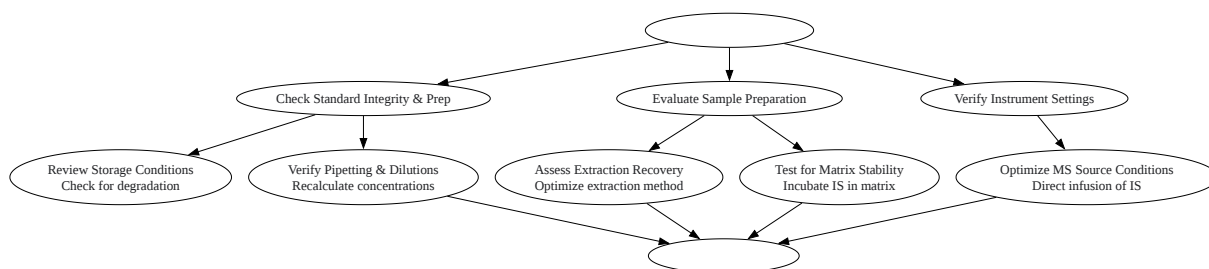 Check Standard Integrity & Prep
Evaluate Sample Preparation
Verify Instrument Settings
Review Storage Conditions
Check for degradation
Verify Pipetting & Dilutions
Recalculate concentrations
Assess Extraction Recovery
Optimize extraction method
Test for Matrix Stability
Incubate IS in matrix
Optimize MS Source Conditions
Direct infusion of IS